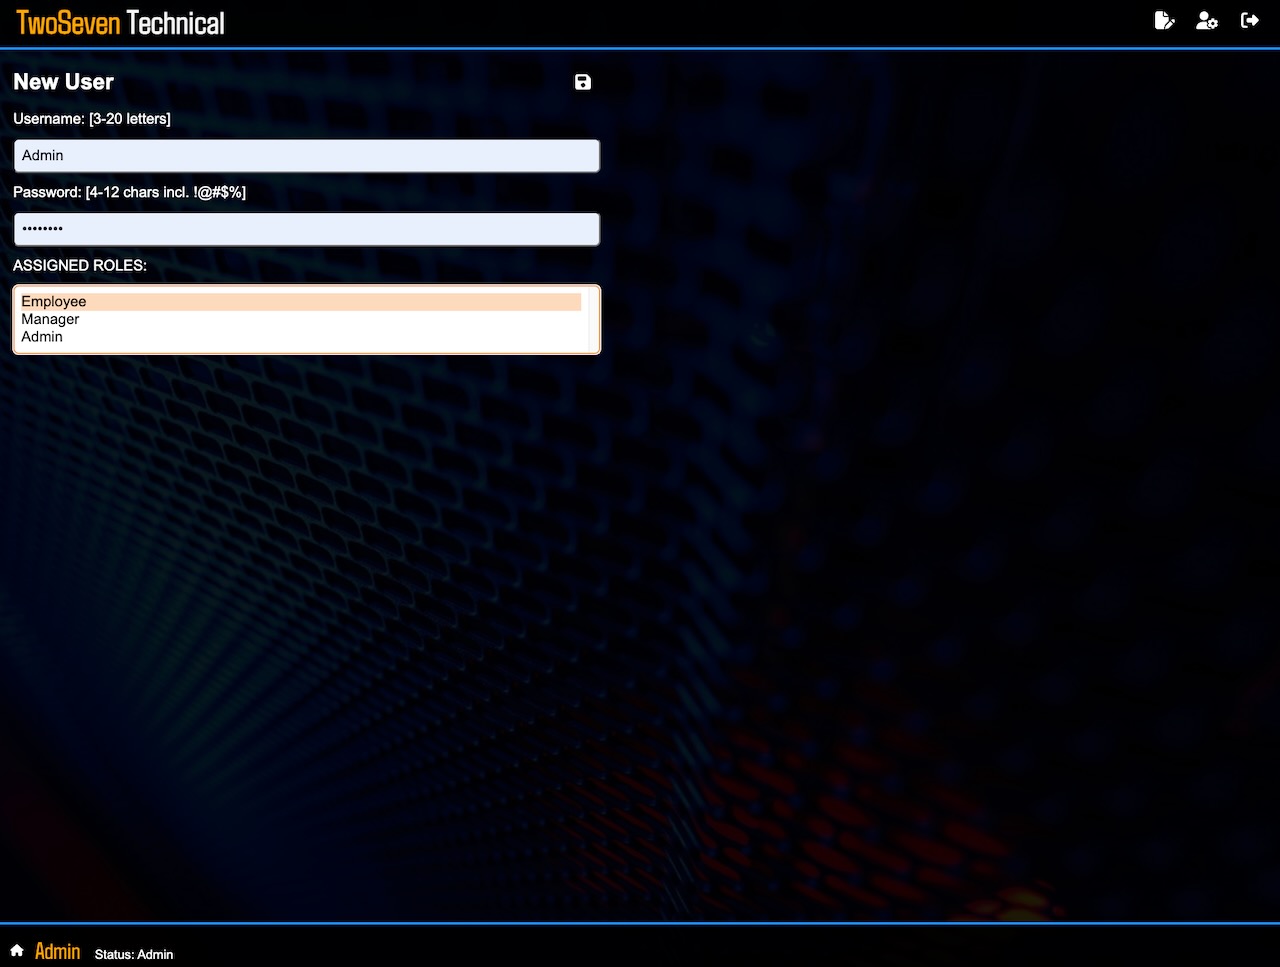 TwoSeven Technical
New User
Username: [3-20 letters]
Admin
Password: [4-12 chars incl. !@#$%]
••••••••
ASSIGNED ROLES:
Employee
Manager
Admin
Admin Status: Admin